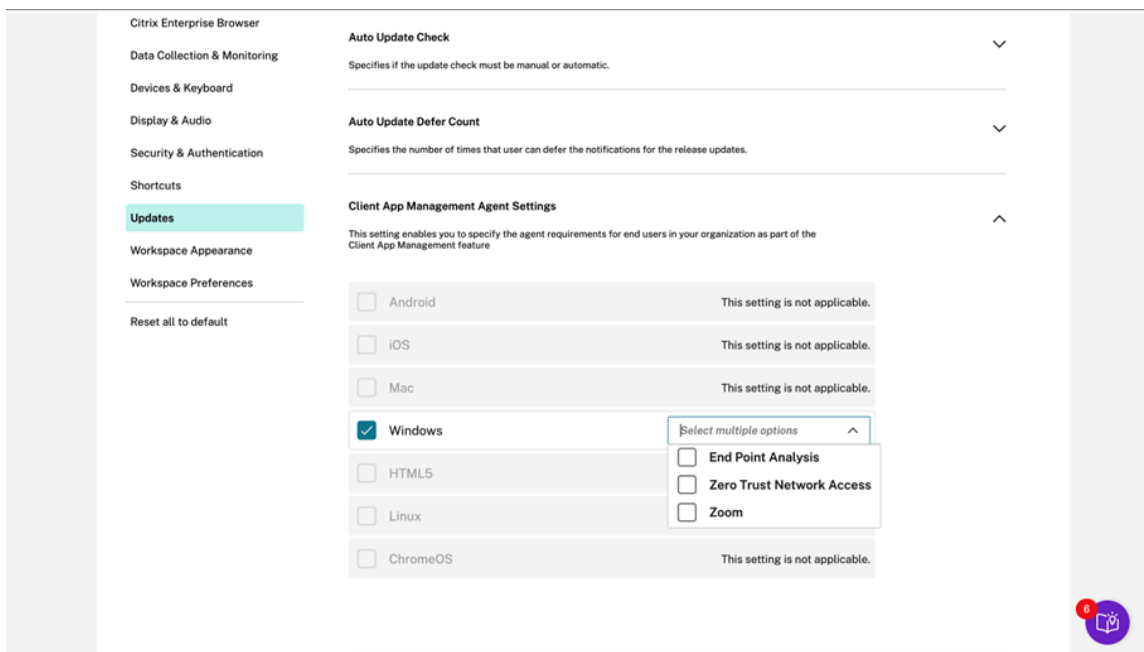 Citrix Enterprise Browser
Data Collection & Monitoring
Devices & Keyboard
Display & Audio
Security & Authentication
Shortcuts
Updates
Workspace Appearance
Workspace Preferences
Reset all to default
Auto Update Check
Specifies if the update check must be manual or automatic.
Auto Update Defer Count
Specifies the number of times that user can defer the notifications for the release updates.
Client App Management Agent Settings
This setting enables you to specify the agent requirements for end users in your organization as part of the
Client App Management feature
Android This setting is not applicable.
iOS This setting is not applicable.
Mac This setting is not applicable.
Windows Select multiple options
End Point Analysis
HTML5
Zero Trust Network Access
Zoom
Linux
ChromeOS This setting is not applicable.
6